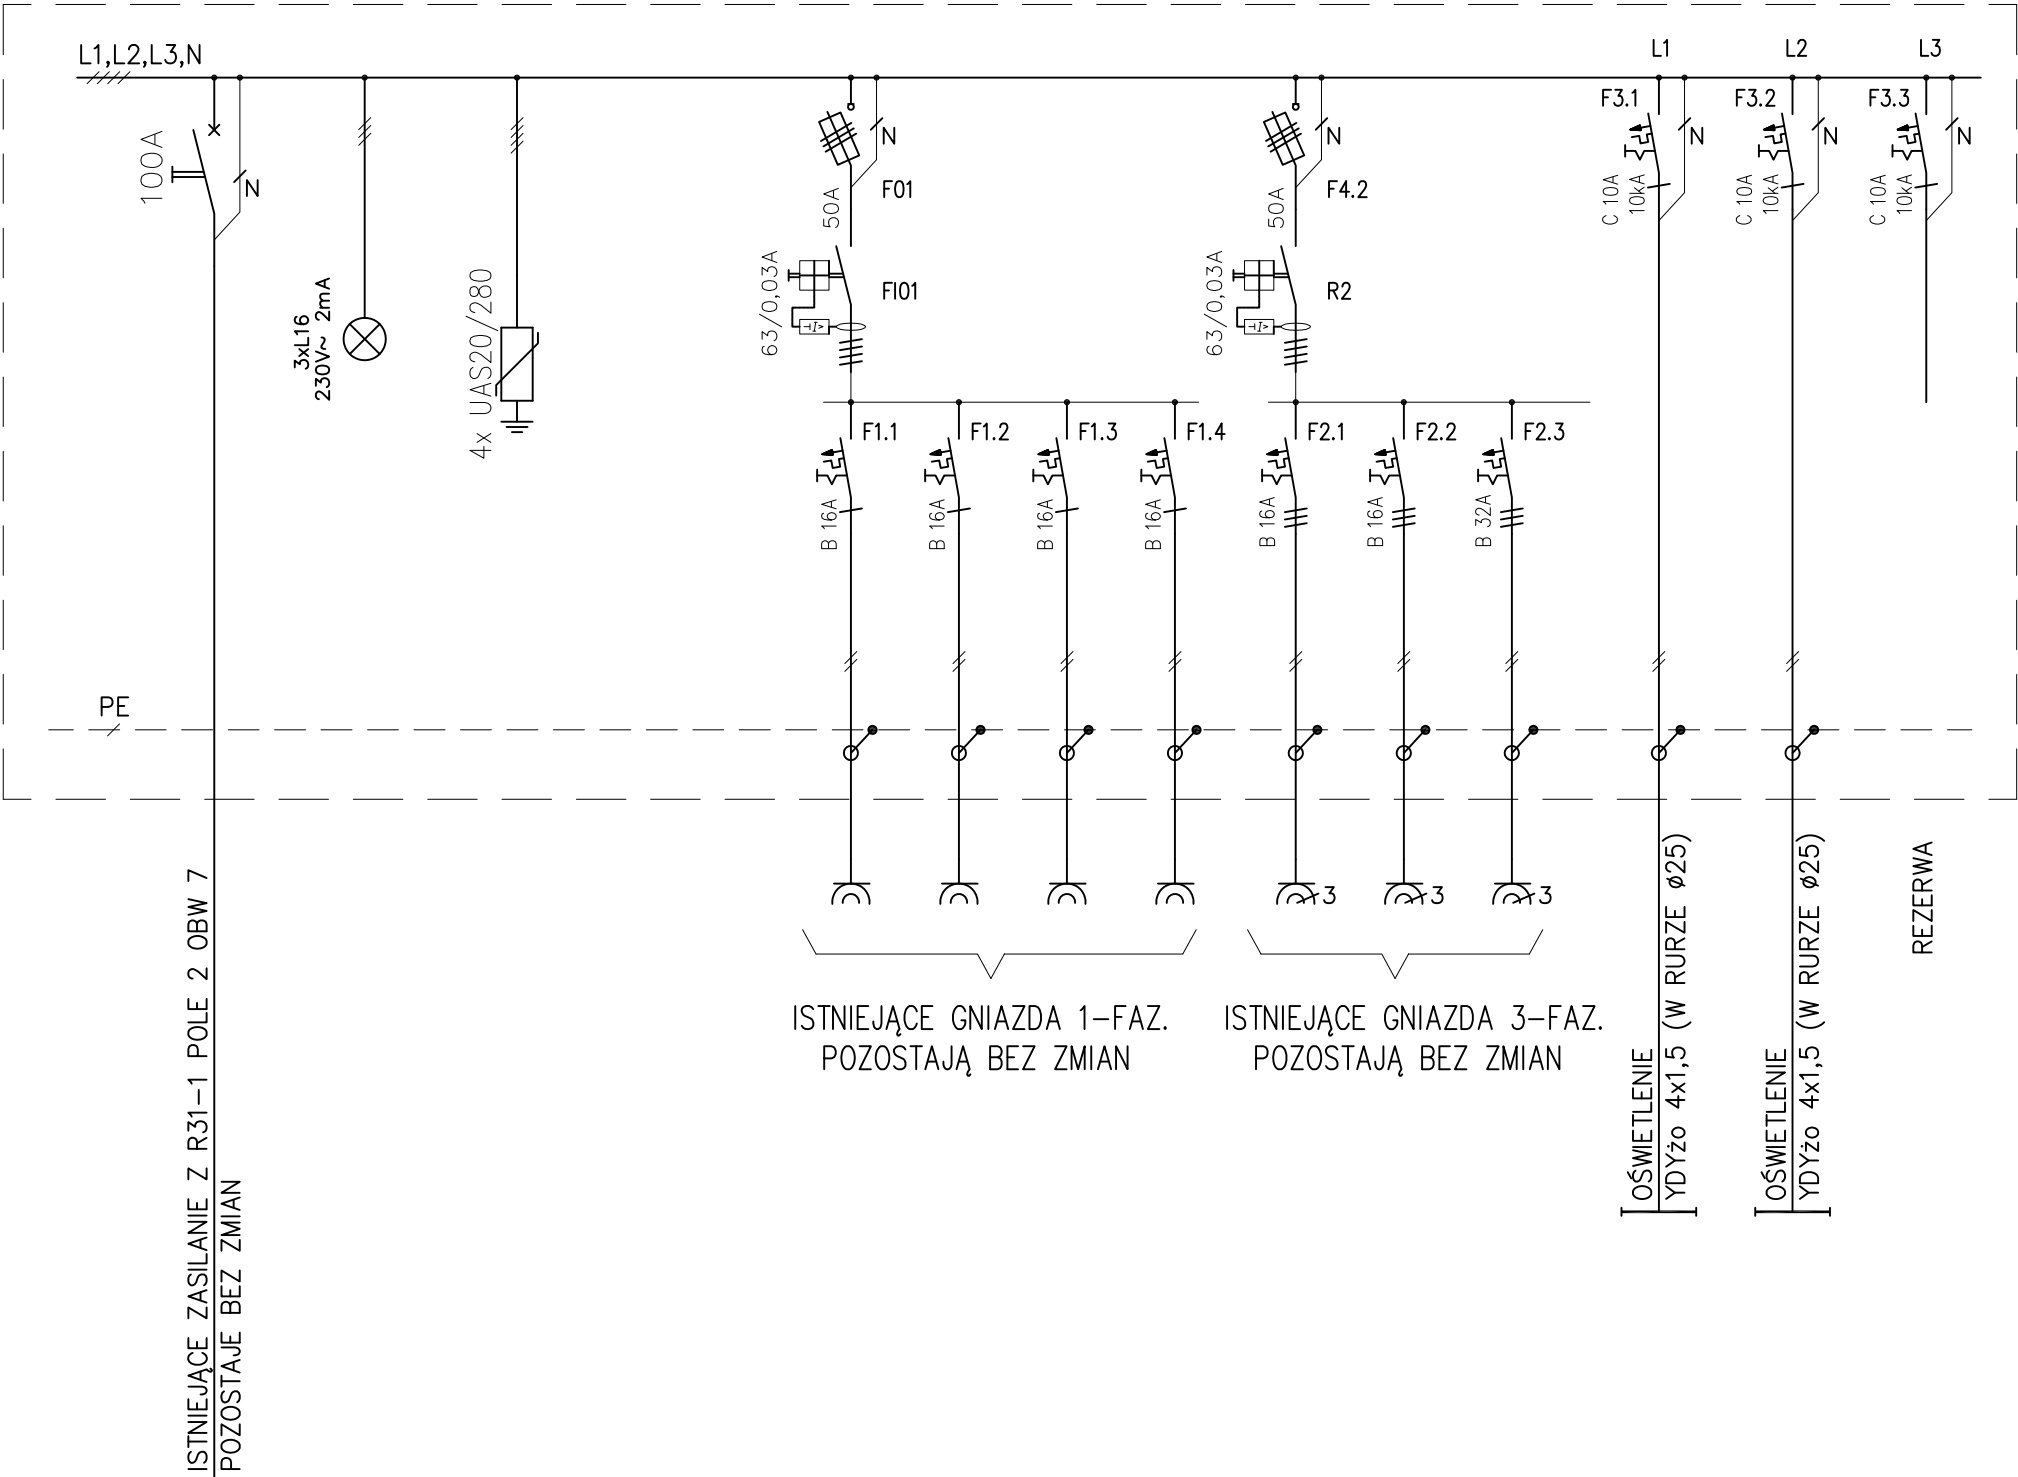 L1,L2,L3,N
L1
L2
L3
100A
N
3xL16
230V~ 2mA
4x UAS20/280
N
F01
50A
63/0,03A
FI01
I>
N
F4.2
50A
63/0,03A
R2
I>
F3.1
N
C 10A
10kA
F3.2
N
C 10A
10kA
F3.3
N
C 10A
10kA
F1.1
F1.2
F1.3
F1.4
F2.1
F2.2
F2.3
B 16A
B 16A
B 16A
B 16A
B 16A
B 16A
B 32A
PE
3
3
3
ISTNIEJĄCE GNIAZDA 1-FAZ.
POZOSTAJĄ BEZ ZMIAN
ISTNIEJĄCE GNIAZDA 3-FAZ.
POZOSTAJĄ BEZ ZMIAN
ISTNIEJĄCE ZASILANIE Z R31-1 POLE 2 OBW 7
POZOSTAJE BEZ ZMIAN
OŚWIETLENIE
YDYżo 4x1,5 (W RURZE ø25)
OŚWIETLENIE
YDYżo 4x1,5 (W RURZE ø25)
REZERWA